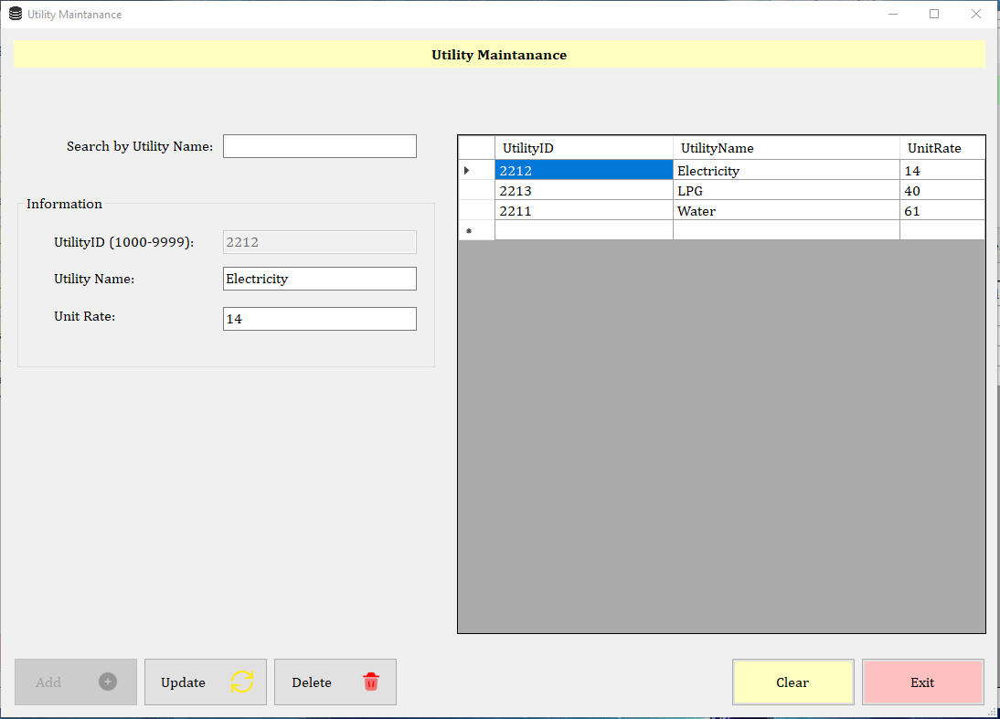 Utility Maintanance
Utility Maintanance
Search by Utility Name:
Information
UtilityID (1000-9999): 2212
Utility Name: Electricity
Unit Rate: 14
UtilityID UtilityName UnitRate
2212 Electricity 14
2213 LPG 40
2211 Water 61
Add Update Delete Clear Exit